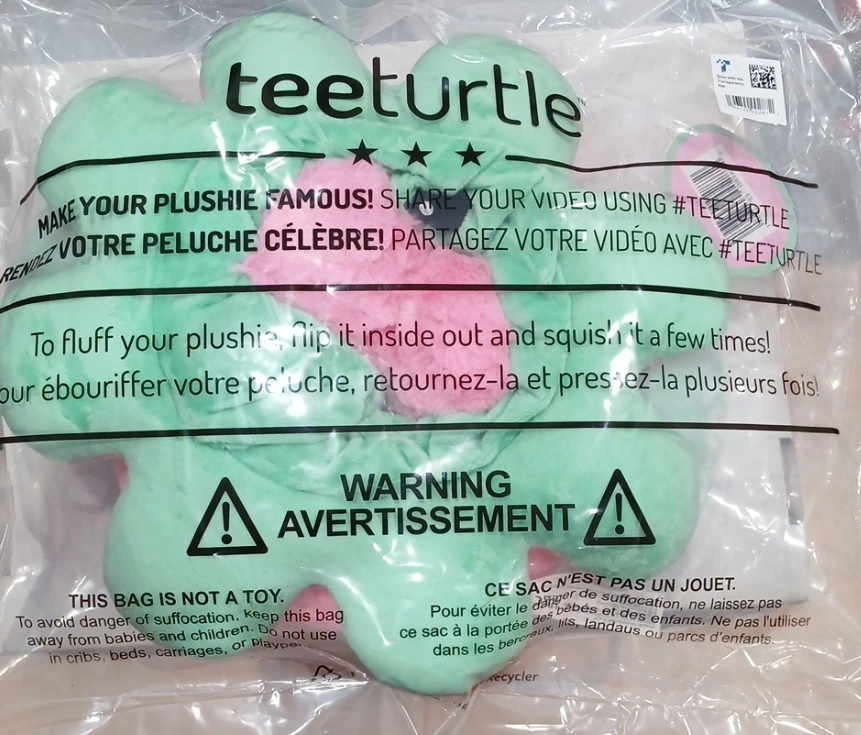 teeturtle™
MAKE YOUR PLUSHIE FAMOUS! SHARE YOUR VIDEO USING #TEETURTLE
RENDEZ VOTRE PELUCHE CÉLÈBRE! PARTAGEZ VOTRE VIDÉO AVEC #TEETURTLE
To fluff your plushie, flip it inside out and squish it a few times!
our ébouriffer votre peluche, retournez-la et pressez-la plusieurs fois!
WARNING
AVERTISSEMENT
THIS BAG IS NOT A TOY.
To avoid danger of suffocation, keep this bag
away from babies and children. Do not use
in cribs, beds, carriages, or plaype
CE SAC N'EST PAS UN JOUET.
Pour éviter le danger de suffocation, ne laissez pas
ce sac à la portée des bébés et des enfants. Ne pas l'utiliser
dans les berceaux, lits, landaus ou parcs d'enfants.
Recycler